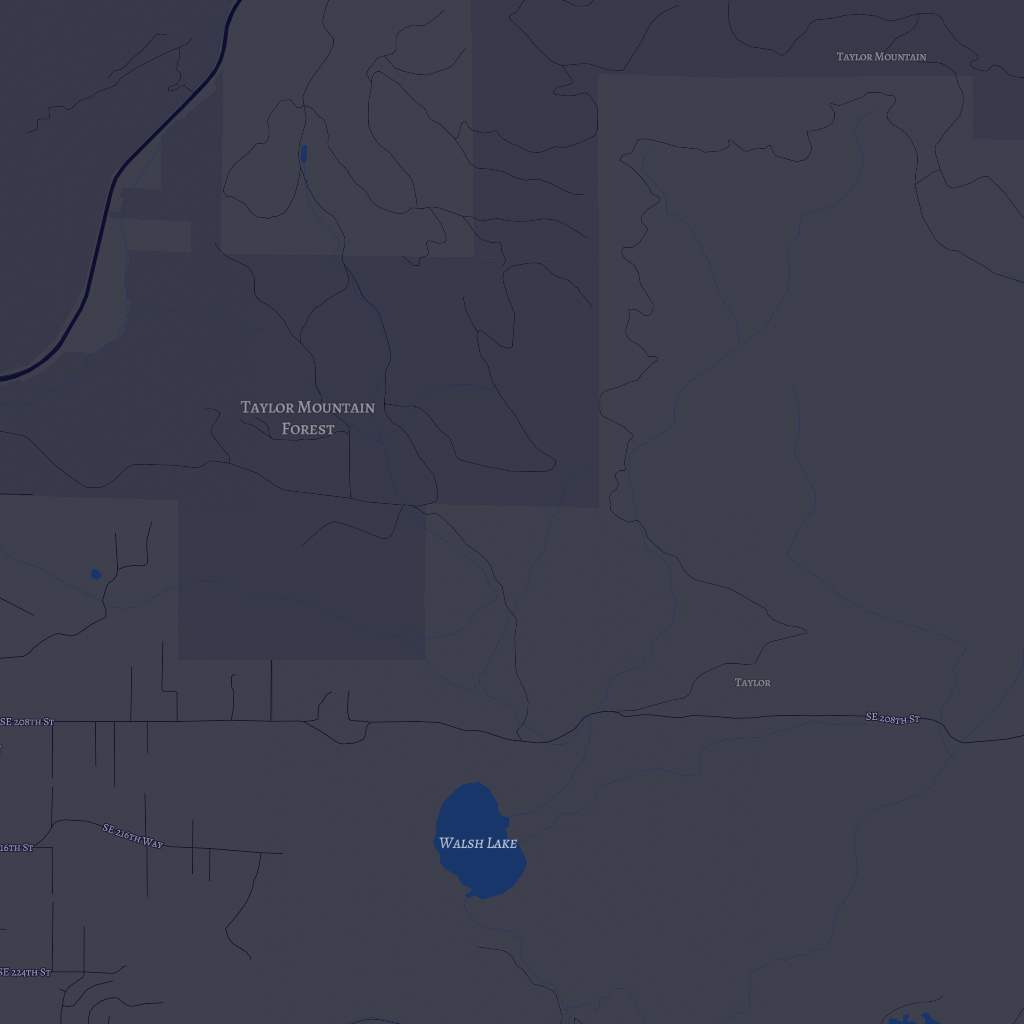 Taylor Mountain
Taylor Mountain
Forest
Taylor
SE 208th St
SE 208th St
Walsh Lake
SE 216th Way
16th St
SE 224th St